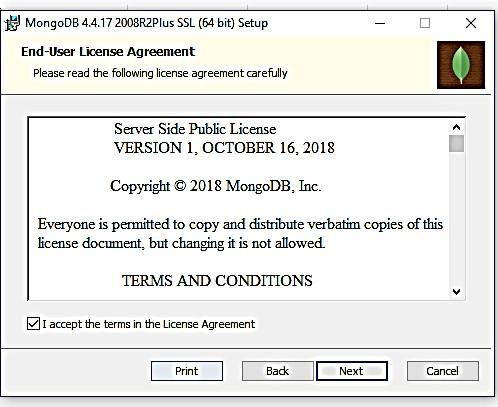 MongoDB 4.4.17 2008R2Plus SSL (64 bit) Setup
End-User License Agreement
Please read the following license agreement carefully
Server Side Public License
VERSION 1, OCTOBER 16, 2018
Copyright © 2018 MongoDB, Inc.
Everyone is permitted to copy and distribute verbatim copies of this
license document, but changing it is not allowed.
TERMS AND CONDITIONS
I accept the terms in the License Agreement
Print Back Next Cancel